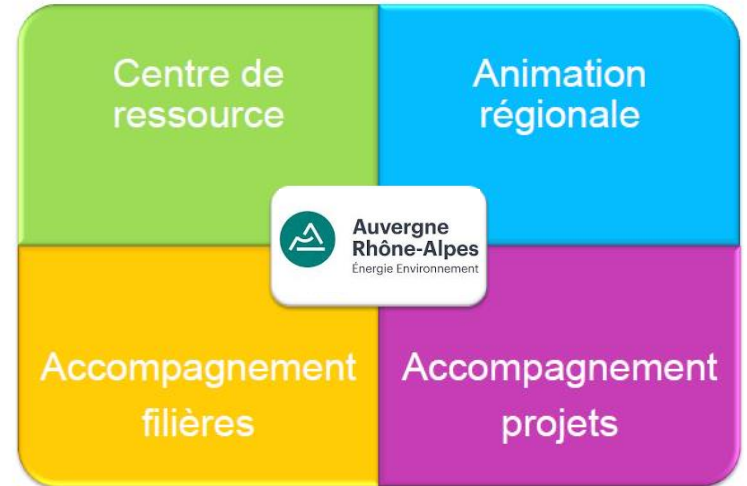 Centre de
ressource
Animation
régionale
Auvergne
Rhône-Alpes
Énergie Environnement
Accompagnement
filières
Accompagnement
projets